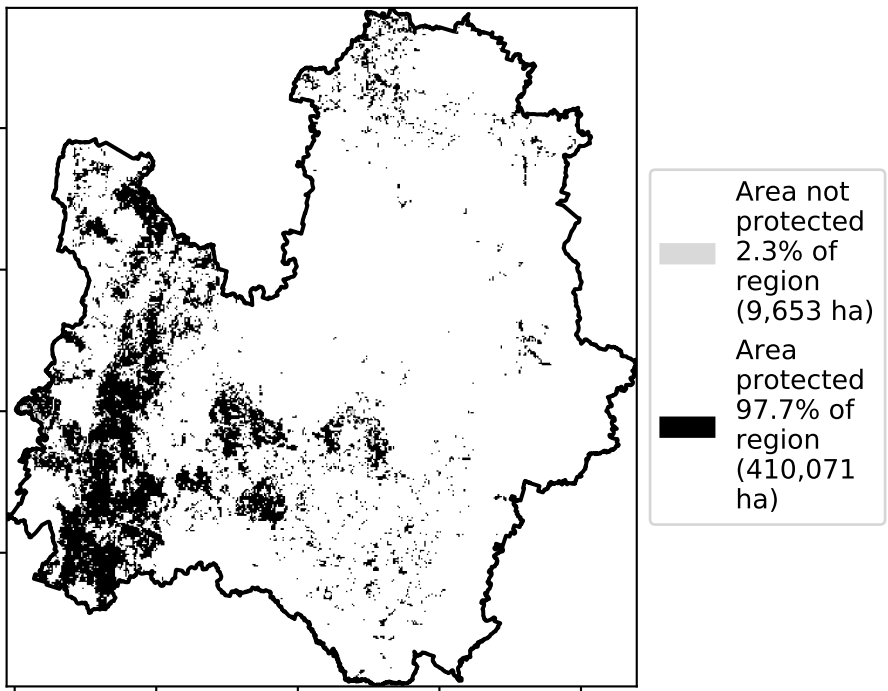 Area not
protected
2.3% of
region
(9,653 ha)
Area
protected
97.7% of
region
(410,071
ha)